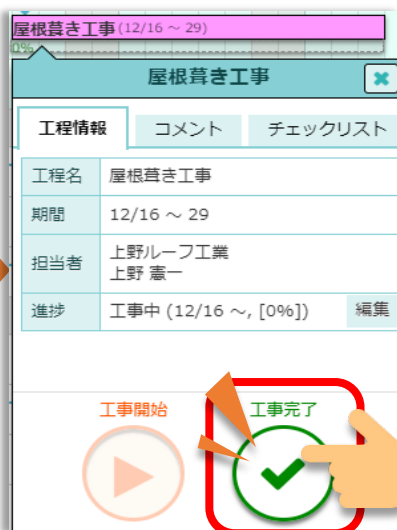 屋根葺き工事(12/16 ～ 29)
0%
屋根葺き工事
工程情報 コメント チェックリスト
工程名 屋根葺き工事
期間 12/16 ～ 29
担当者 上野ルーフ工業
上野 憲一
進捗 工事中 (12/16 ～, [0%]) 編集
工事開始 工事完了